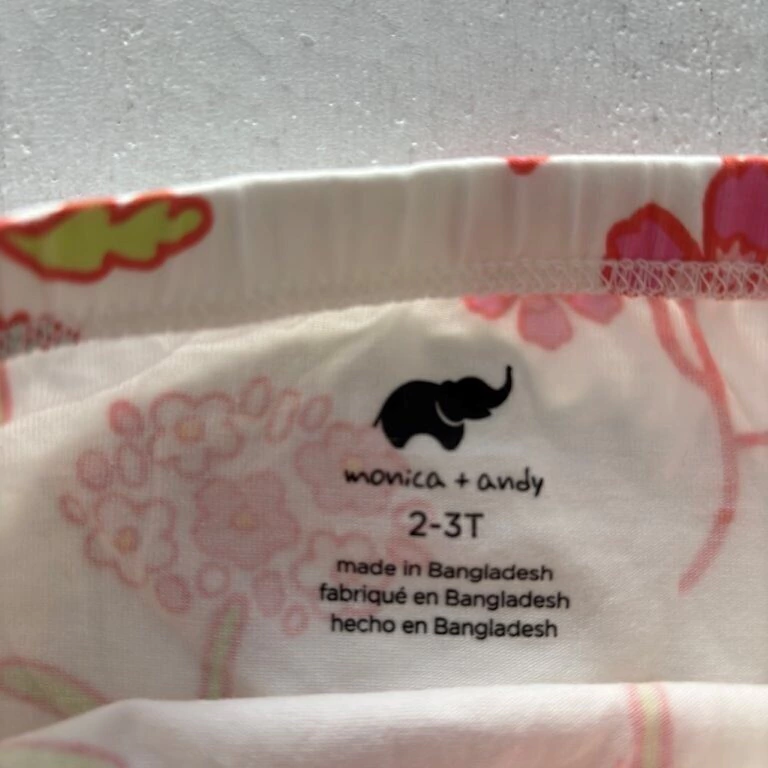 monica + andy
2-3T
made in Bangladesh
fabriqué en Bangladesh
hecho en Bangladesh